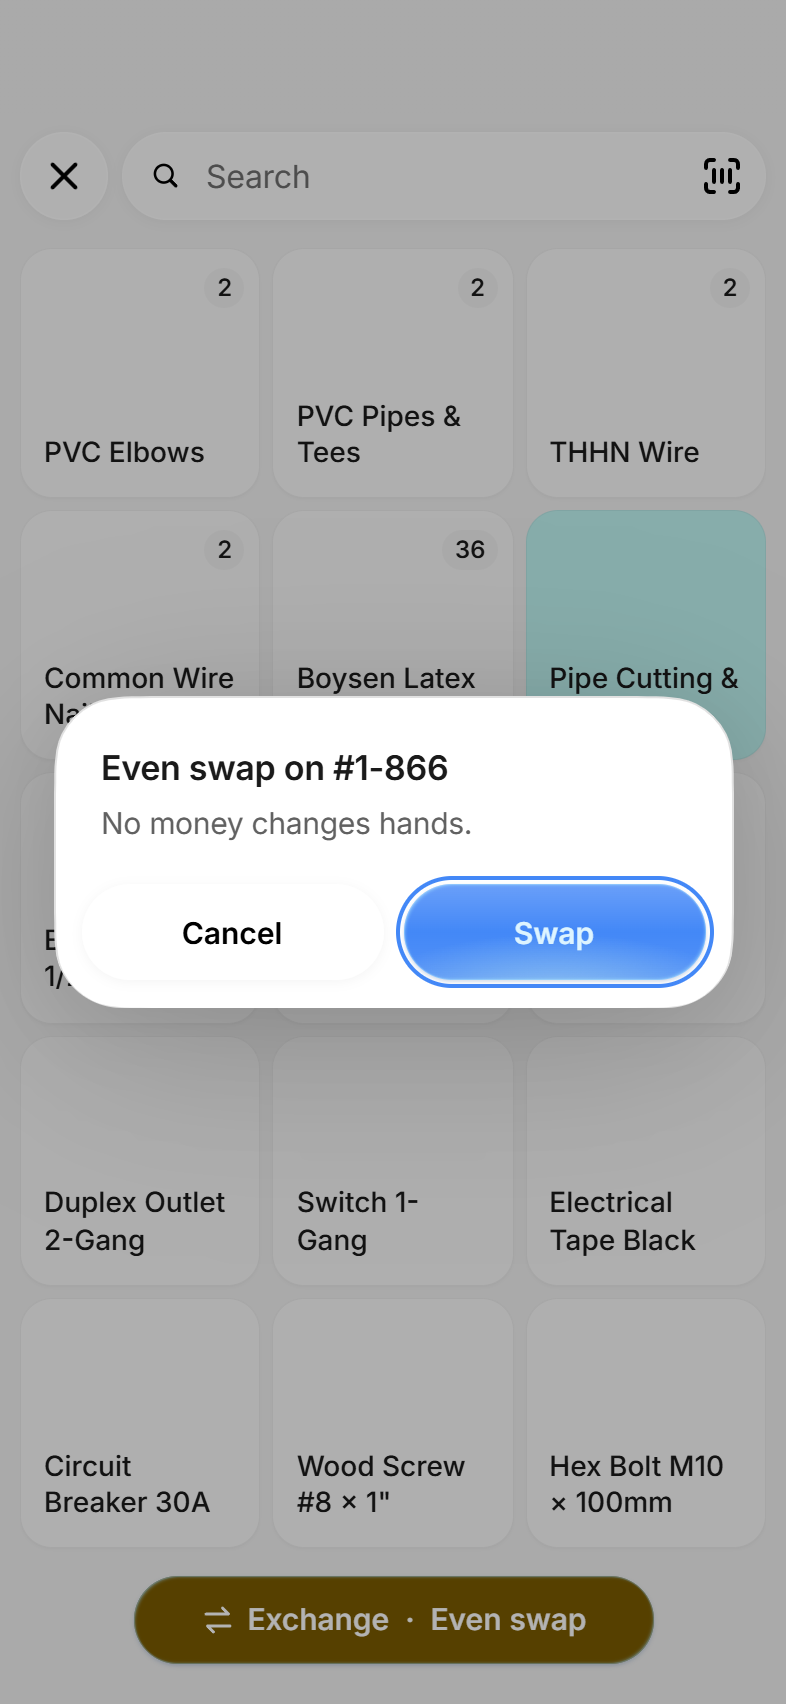 Search
2
2
2
PVC Elbows
PVC Pipes &
Tees
THHN Wire
2
36
Common Wire
Boysen Latex
Pipe Cutting &
Even swap on #1-866
No money changes hands.
Cancel
Swap
Duplex Outlet
2-Gang
Switch 1-
Gang
Electrical
Tape Black
Circuit
Breaker 30A
Wood Screw
#8 × 1"
Hex Bolt M10
× 100mm
Exchange · Even swap